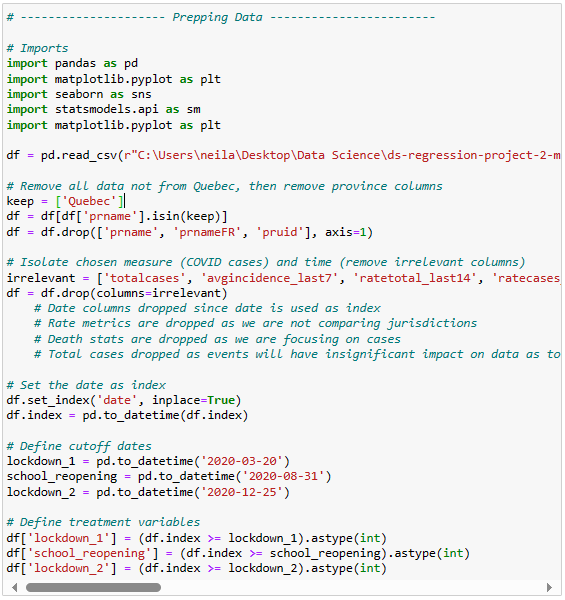 # ------------------- Prepping Data ----------------------
# Imports
import pandas as pd
import matplotlib.pyplot as plt
import seaborn as sns
import statsmodels.api as sm
import matplotlib.pyplot as plt
df = pd.read_csv(r"C:\Users\neila\Desktop\Data Science\ds-regression-project-2-m
# Remove all data not from Quebec, then remove province columns
keep = ['Quebec']
df = df[df['prname'].isin(keep)]
df = df.drop(['prname', 'prnameFR', 'pruid'], axis=1)
# Isolate chosen measure (COVID cases) and time (remove irrelevant columns)
irrelevant = ['totalcases', 'avgincidence_last7', 'ratetotal_last14', 'ratecases_
df = df.drop(columns=irrelevant)
    # Date columns dropped since date is used as index
    # Rate metrics are dropped as we are not comparing jurisdictions
    # Death stats are dropped as we are focusing on cases
    # Total cases dropped as events will have insignificant impact on data as to
# Set the date as index
df.set_index('date', inplace=True)
df.index = pd.to_datetime(df.index)
# Define cutoff dates
lockdown_1 = pd.to_datetime('2020-03-20')
school_reopening = pd.to_datetime('2020-08-31')
lockdown_2 = pd.to_datetime('2020-12-25')
# Define treatment variables
df['lockdown_1'] = (df.index >= lockdown_1).astype(int)
df['school_reopening'] = (df.index >= school_reopening).astype(int)
df['lockdown_2'] = (df.index >= lockdown_2).astype(int)